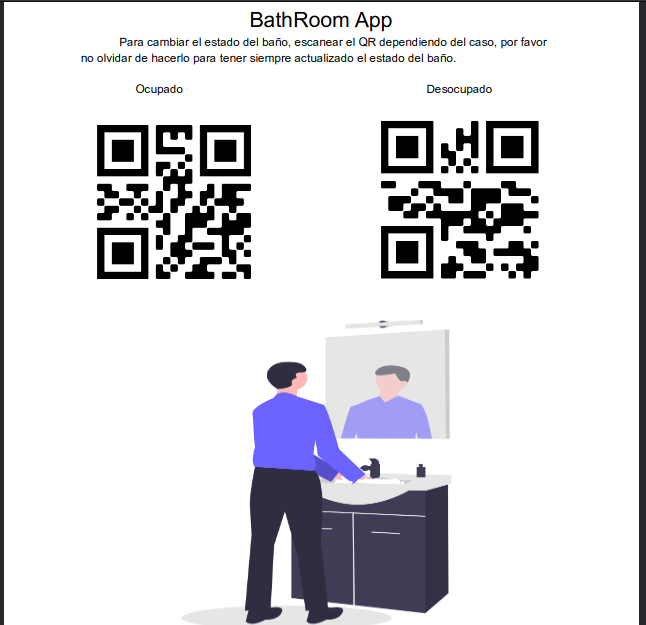 BathRoom App
Para cambiar el estado del baño, escanear el QR dependiendo del caso, por favor
no olvidar de hacerlo para tener siempre actualizado el estado del baño.
Ocupado
Desocupado